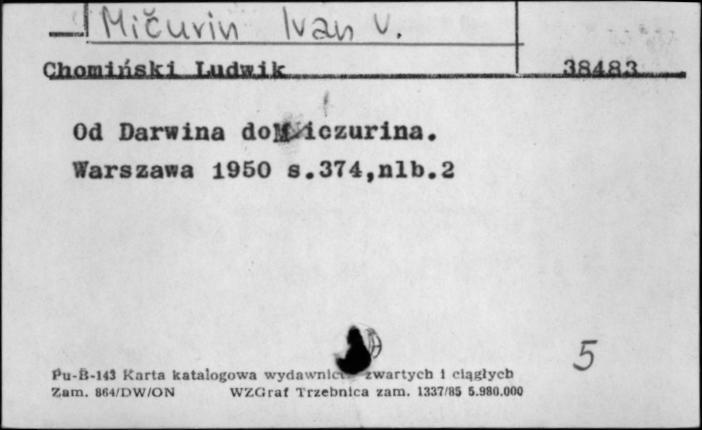 Mičurin Ivan V.
Chomiński Ludwik 38483
Od Darwina do Miczurina.
Warszawa 1950 s.374,nlb.2
5
Pu-B-143 Karta katalogowa wydawnictw zwartych i ciągłych
Zam. 864/DW/ON WZGraf Trzebnica zam. 1337/85 5.980.000